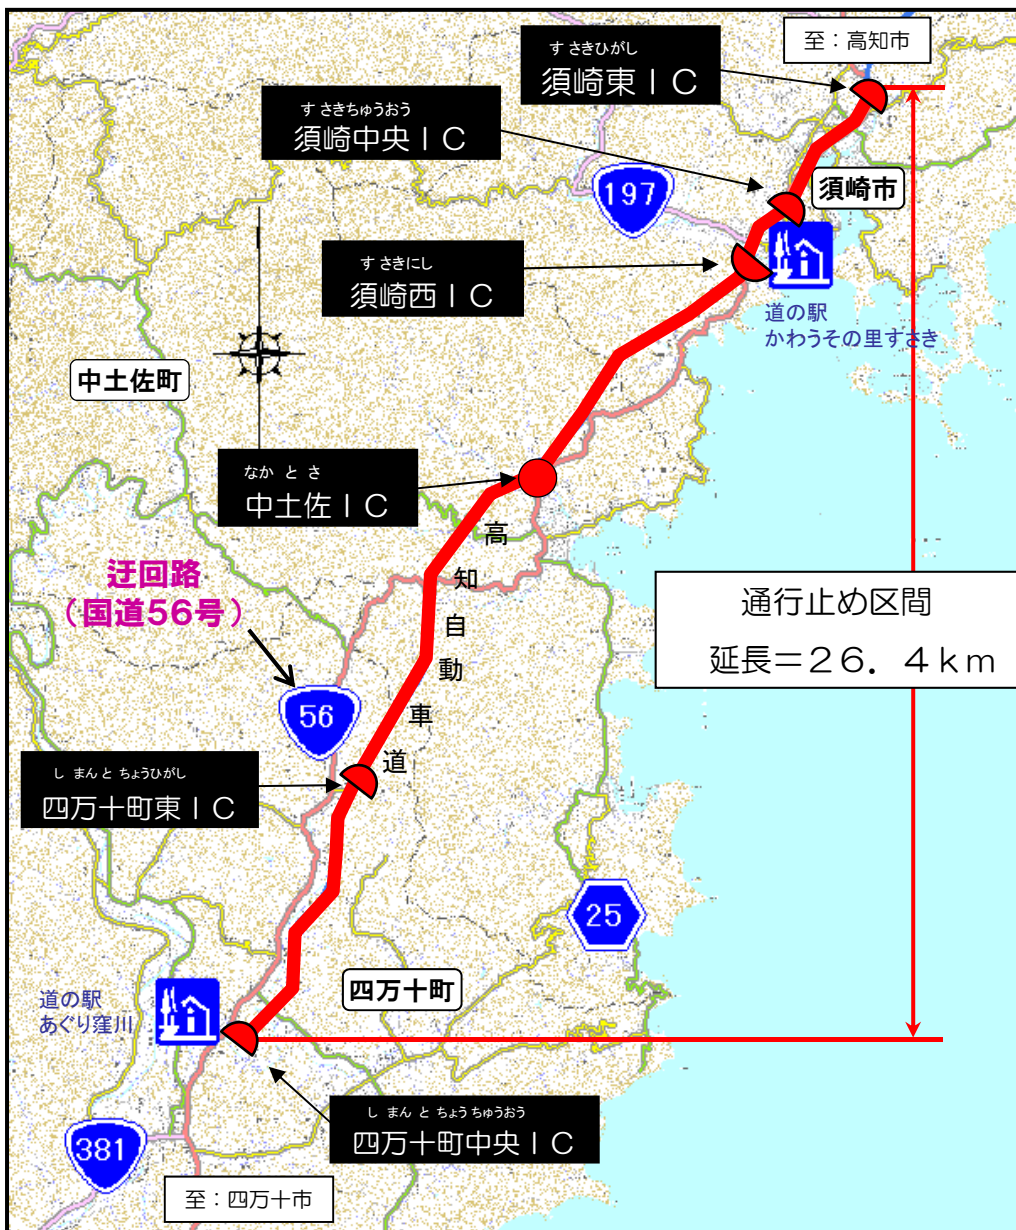 至：高知市
すさきひがし
須崎東ＩＣ
すさきちゅうおう
須崎中央ＩＣ
197
須崎市
すさきにし
須崎西ＩＣ
道の駅
かわうその里すさき
中土佐町
なかとさ
中土佐ＩＣ
高知自動車道
迂回路
（国道56号）
通行止め区間
延長＝２６．４ｋｍ
56
しまんとちょうひがし
四万十町東ＩＣ
25
四万十町
道の駅
あぐり窪川
しまんとちょうちゅうおう
四万十町中央ＩＣ
381
至：四万十市